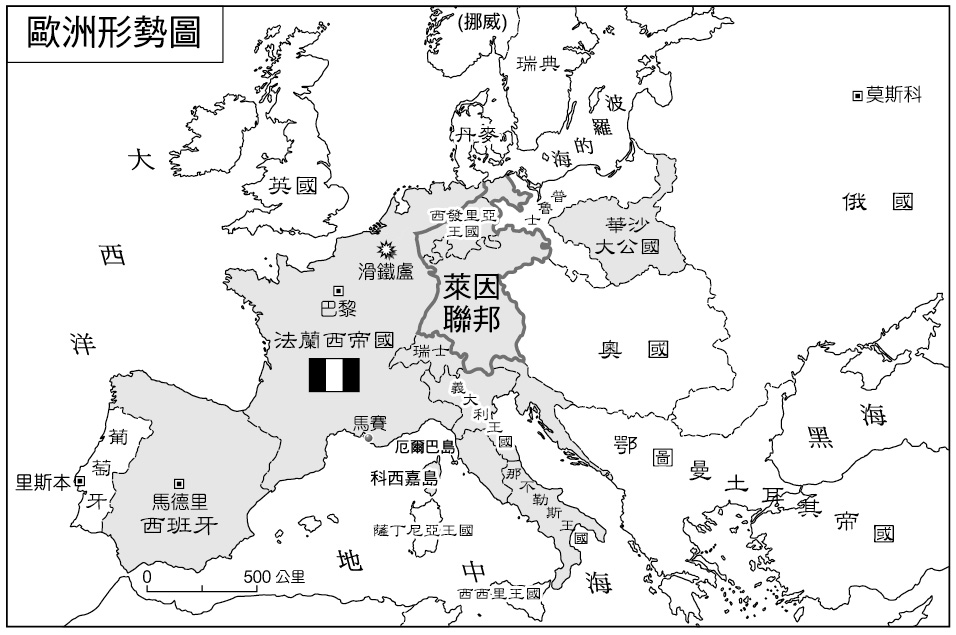 歐洲形勢圖
(挪威)
瑞典
莫斯科
波羅的海
丹麥
大西洋
英國
俄國
普魯士
西發里亞
王國
華沙
大公國
滑鐵盧
萊因
聯邦
巴黎
法蘭西帝國
瑞士
奧國
義大利王國
黑海
馬賽
厄爾巴島
葡萄牙
里斯本
馬德里
西班牙
科西嘉島
那不勒斯王國
鄂圖曼土耳其帝國
薩丁尼亞王國
地中海
西西里王國
0
500 公里